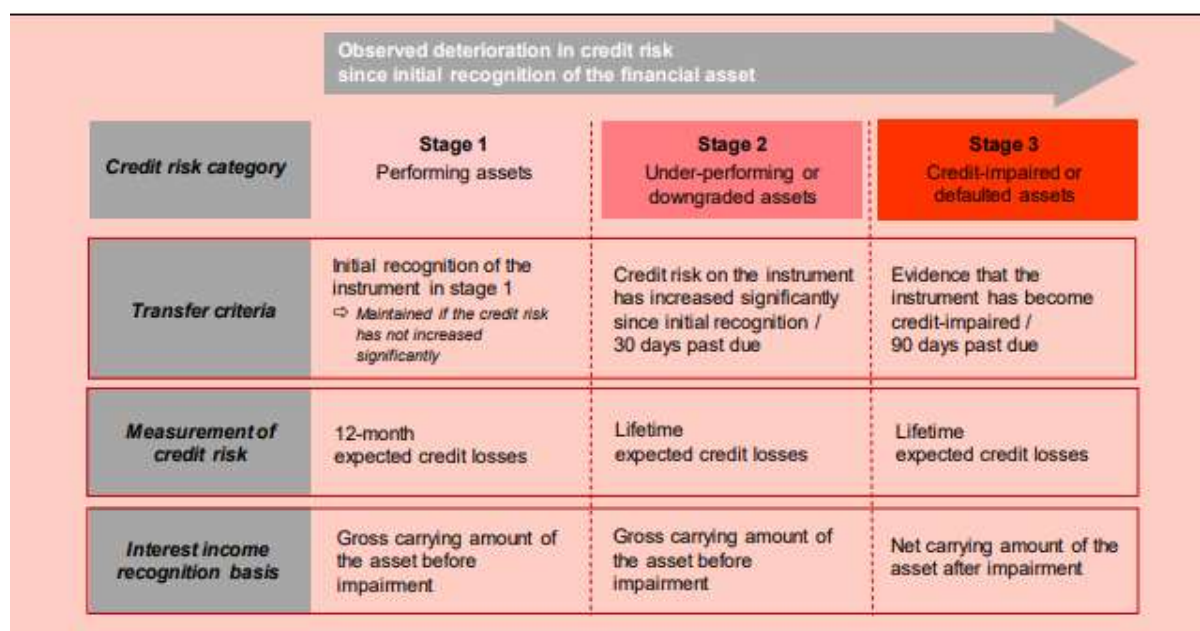 Observed deterioration in credit risk
since initial recognition of the financial asset
Credit risk category
Stage 1
Performing assets
Stage 2
Under-performing or
downgraded assets
Stage 3
Credit-impaired or
defaulted assets
Transfer criteria
Initial recognition of the
instrument in stage 1
⇨ Maintained if the credit risk
has not increased
significantly
Credit risk on the instrument
has increased significantly
since initial recognition /
30 days past due
Evidence that the
instrument has become
credit-impaired /
90 days past due
Measurement of
credit risk
12-month
expected credit losses
Lifetime
expected credit losses
Lifetime
expected credit losses
Interest income
recognition basis
Gross carrying amount of
the asset before
impairment
Gross carrying amount of
the asset before
impairment
Net carrying amount of the
asset after impairment